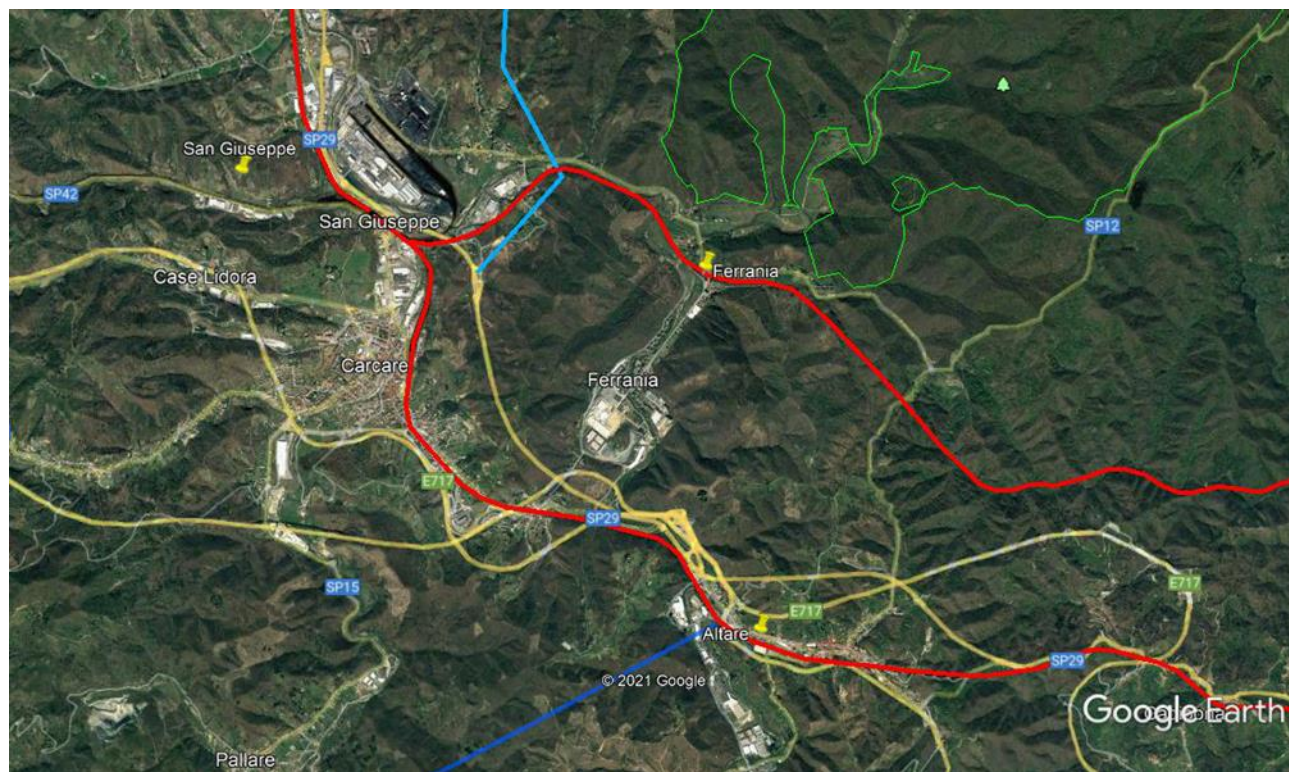 SP29
San Giuseppe
SP42
San Giuseppe
SP12
Case Lidora
Ferrania
Carcare
Ferrania
E717
SP29
SP15
E717
E717
Altare
SP29
© 2021 Google
Google Earth
Pallare